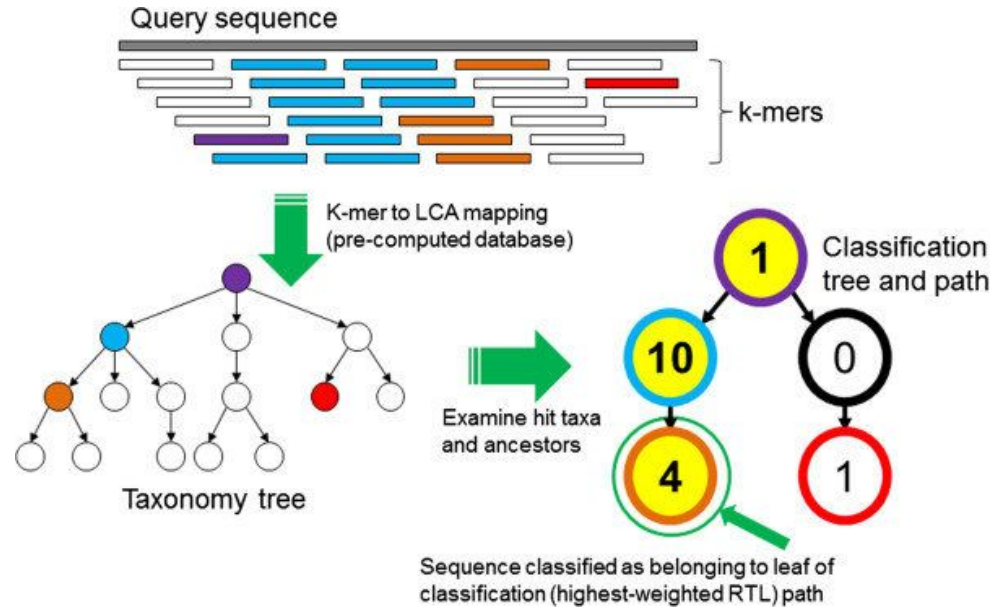 Query sequence
k-mers
K-mer to LCA mapping
(pre-computed database)
Classification
tree and path
1
10
0
4
1
Examine hit taxa
and ancestors
Taxonomy tree
Sequence classified as belonging to leaf of
classification (highest-weighted RTL) path